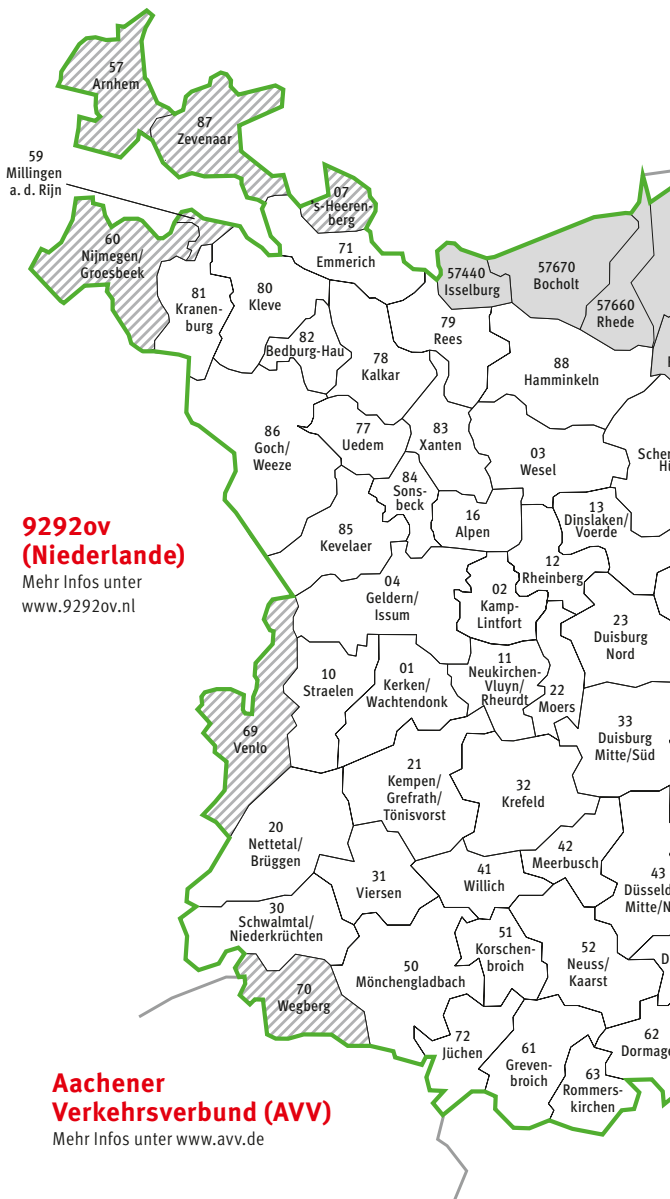 57
Arnhem
87
Zevenaar
59
Millingen
a. d. Rijn
07
's-Heeren-
berg
60
Nijmegen/
Groesbeek
71
Emmerich
57440
Isselburg
57670
Bocholt
57660
Rhede
81
Kranen-
burg
80
Kleve
82
Bedburg-Hau
78
Kalkar
79
Rees
88
Hamminkeln
86
Goch/
Weeze
77
Uedem
83
Xanten
03
Wesel
84
Sons-
beck
16
Alpen
13
Dinslaken/
Voerde
85
Kevelaer
12
Rheinberg
9292ov
(Niederlande)
Mehr Infos unter
www.9292ov.nl
04
Geldern/
Issum
02
Kamp-
Lintfort
23
Duisburg
Nord
10
Straelen
01
Kerken/
Wachtendonk
11
Neukirchen-
Vluyn/
Rheurdt
22
Moers
33
Duisburg
Mitte/Süd
69
Venlo
21
Kempen/
Grefrath/
Tönisvorst
32
Krefeld
20
Nettetal/
Brüggen
31
Viersen
41
Willich
42
Meerbusch
43
Düsseld
Mitte/N
30
Schwalmtal/
Niederkrüchten
51
Korschen-
broich
52
Neuss/
Kaarst
50
Mönchengladbach
70
Wegberg
72
Jüchen
61
Greven-
broich
62
Dormage
63
Rommers-
kirchen
Aachener
Verkehrsverbund (AVV)
Mehr Infos unter www.avv.de